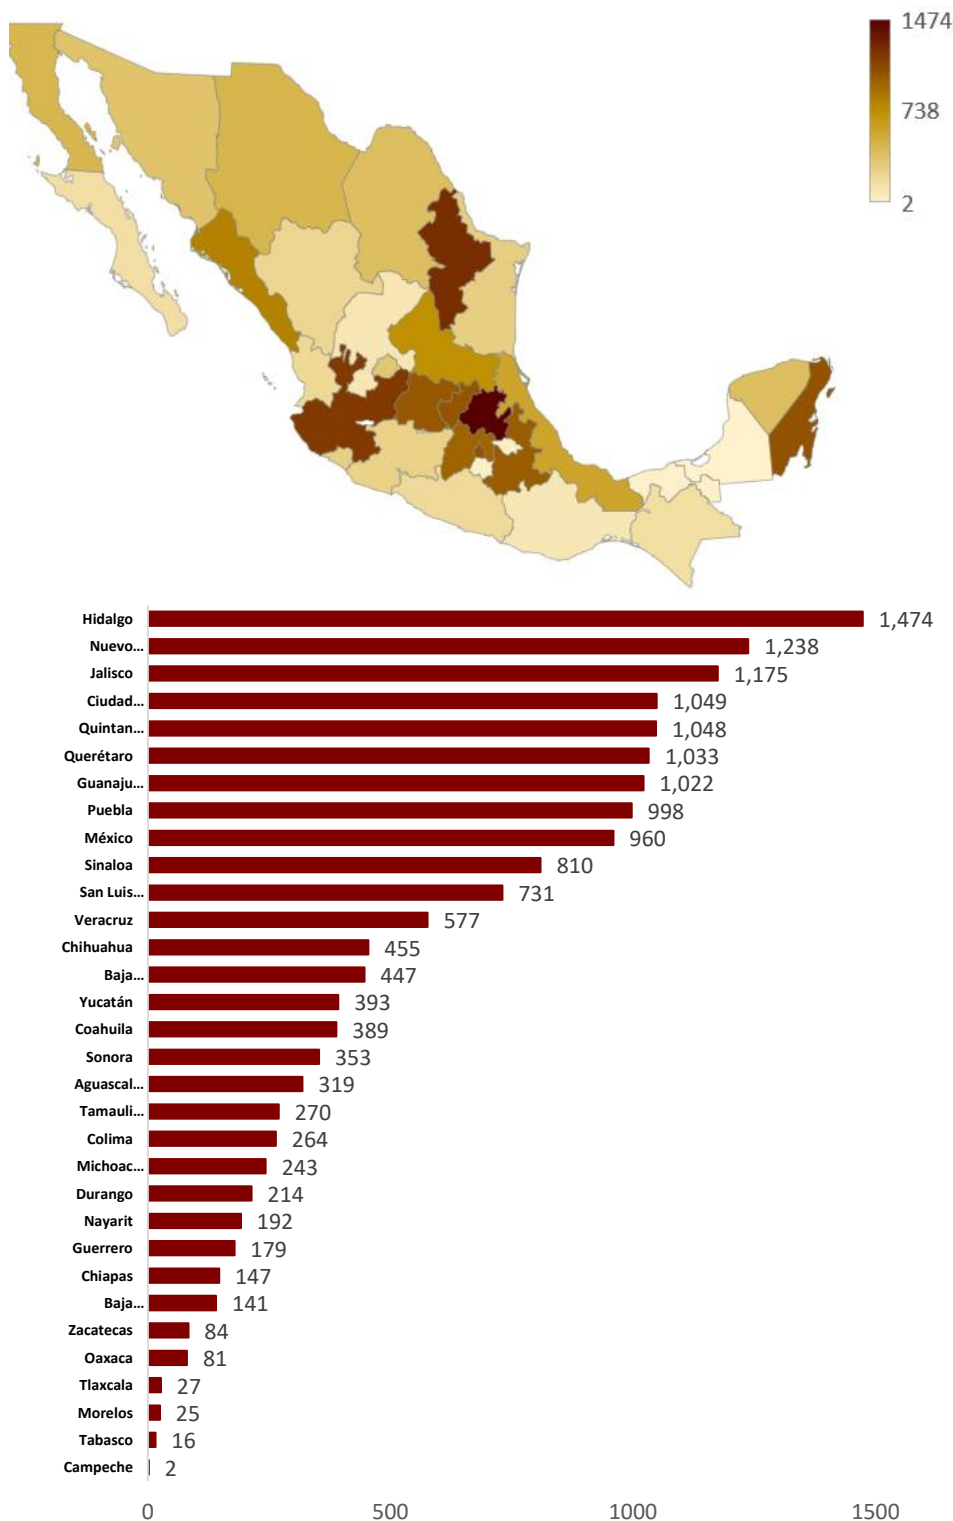 1474
738
2
Hidalgo 1,474
Nuevo... 1,238
Jalisco 1,175
Ciudad... 1,049
Quintan... 1,048
Querétaro 1,033
Guanaju... 1,022
Puebla 998
México 960
Sinaloa 810
San Luis... 731
Veracruz 577
Chihuahua 455
Baja... 447
Yucatán 393
Coahuila 389
Sonora 353
Aguascal... 319
Tamauli... 270
Colima 264
Michoac... 243
Durango 214
Nayarit 192
Guerrero 179
Chiapas 147
Baja... 141
Zacatecas 84
Oaxaca 81
Tlaxcala 27
Morelos 25
Tabasco 16
Campeche 2
0 500 1000 1500